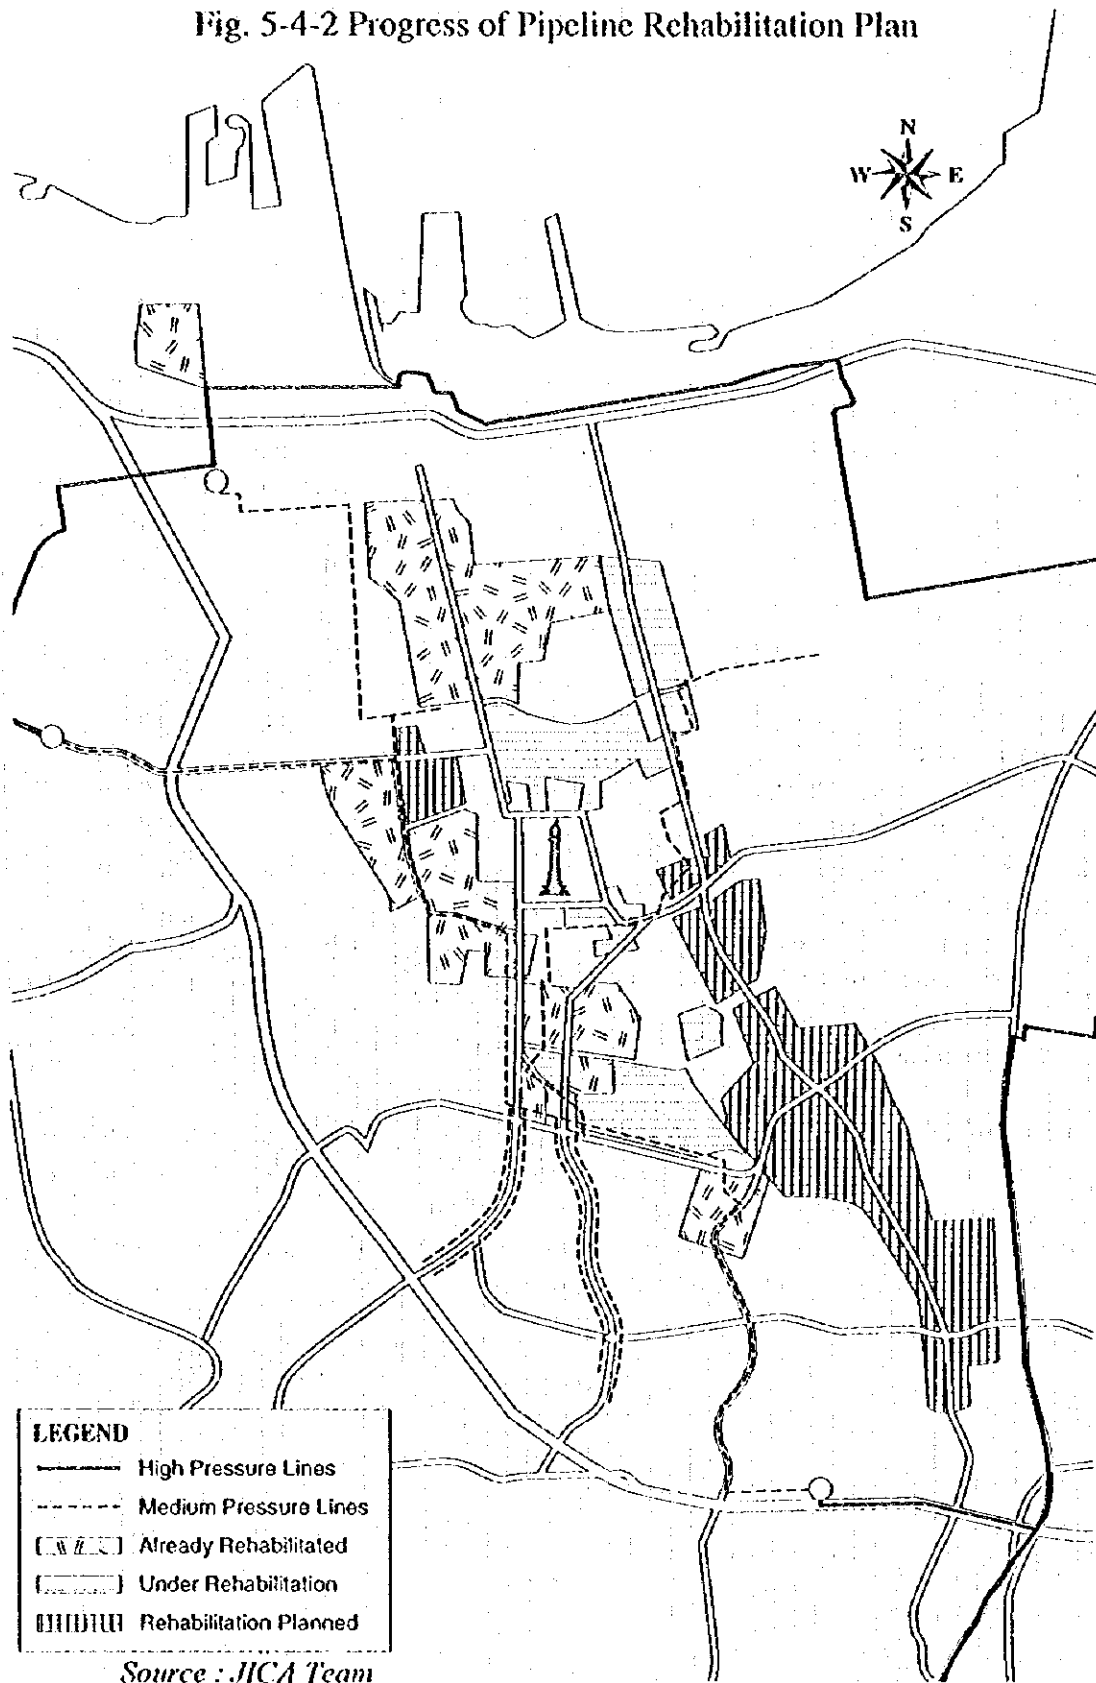 Fig. 5-4-2 Progress of Pipeline Rehabilitation Plan
N
W E
S
LEGEND
High Pressure Lines
Medium Pressure Lines
Already Rehabilitated
Under Rehabilitation
Rehabilitation Planned
Source : JICA Team